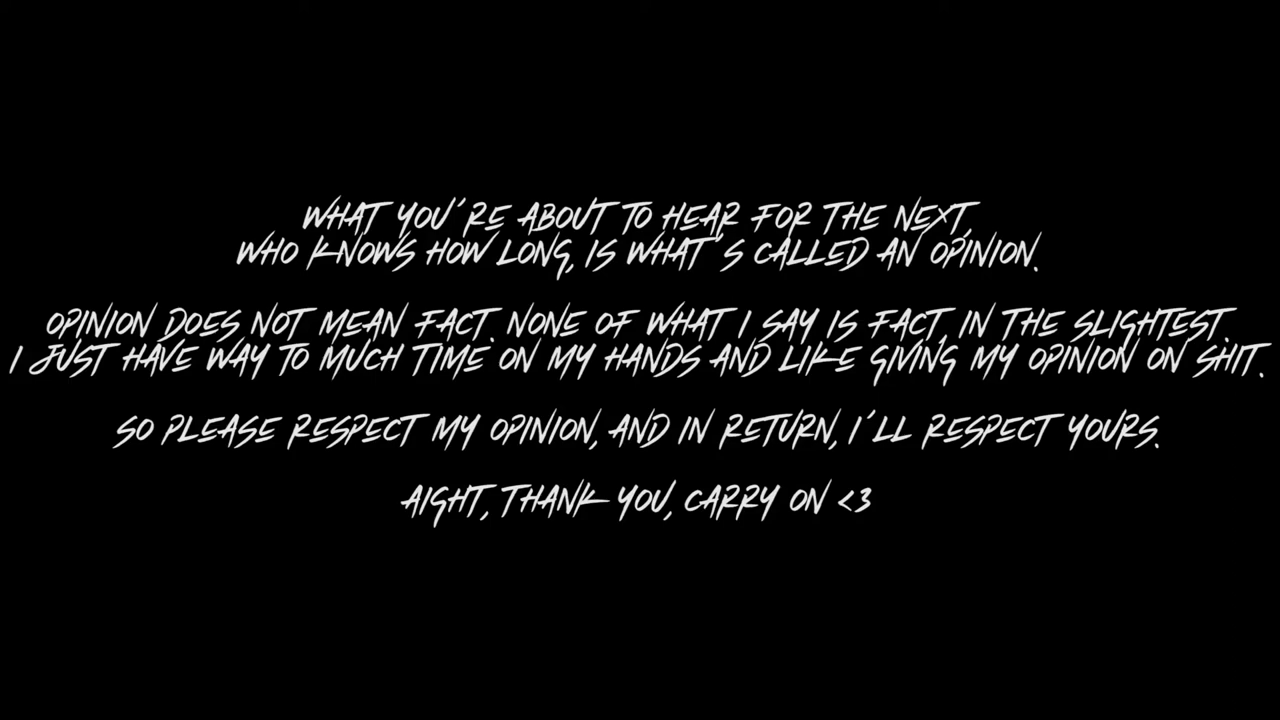 WHAT YOU'RE ABOUT TO HEAR FOR THE NEXT,
WHO KNOWS HOW LONG, IS WHAT'S CALLED AN OPINION.
OPINION DOES NOT MEAN FACT. NONE OF WHAT I SAY IS FACT, IN THE SLIGHTEST.
I JUST HAVE WAY TO MUCH TIME ON MY HANDS AND LIKE GIVING MY OPINION ON SHIT.
SO PLEASE RESPECT MY OPINION, AND IN RETURN, I'LL RESPECT YOURS.
AIGHT, THANK YOU, CARRY ON <3